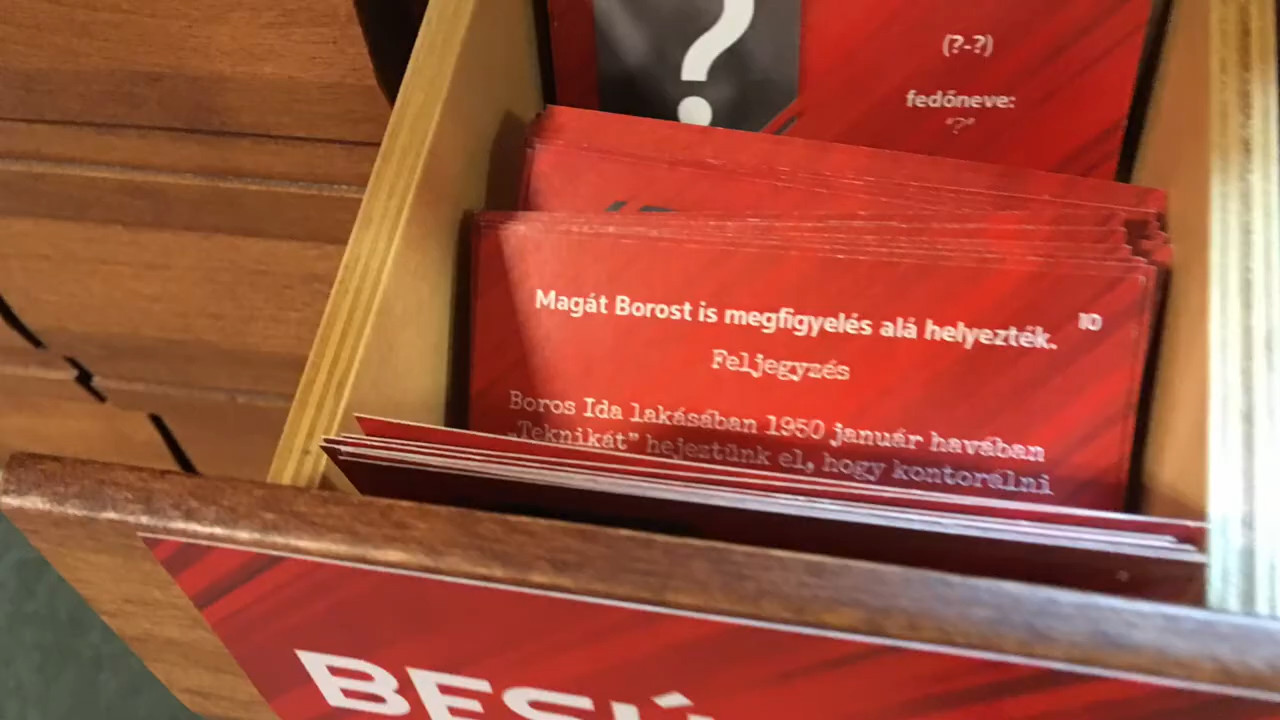 ?
(?-?)
fedőneve:
"?"
Magát Borost is megfigyelés alá helyezték.
10
Feljegyzés
Boros Ida lakásában 1950 január havában
„Teknikát” hejeztünk el, hogy kontorálni